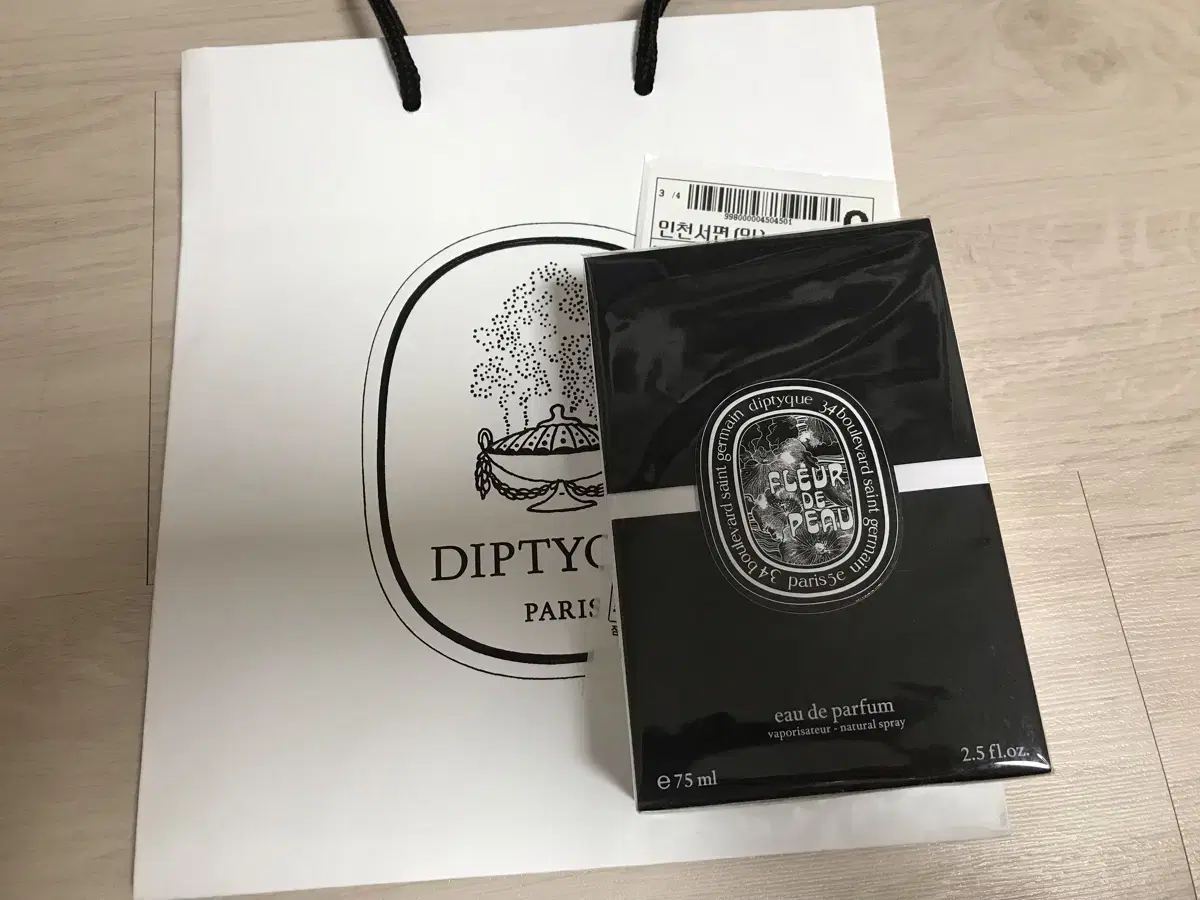 3 /4
998000004504501
인천서면
DIPTYQ
PARIS
34 boulevard saint germain diptyque 34 boulevard saint germain paris 5e
FLEUR
DE
PEAU
eau de parfum
vaporisateur - natural spray
℮ 75 ml
2.5 fl.oz.